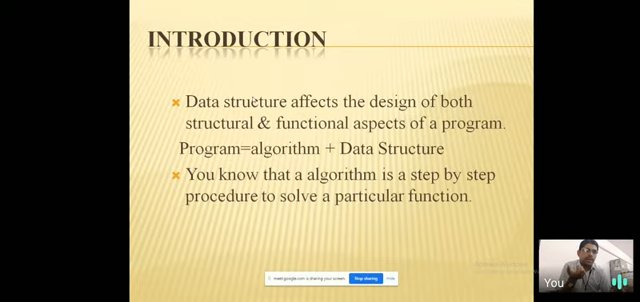 INTRODUCTION
Data structure affects the design of both
structural & functional aspects of a program.
Program=algorithm + Data Structure
You know that a algorithm is a step by step
procedure to solve a particular function.
meet.google.com is sharing your screen. Stop sharing Hide
You